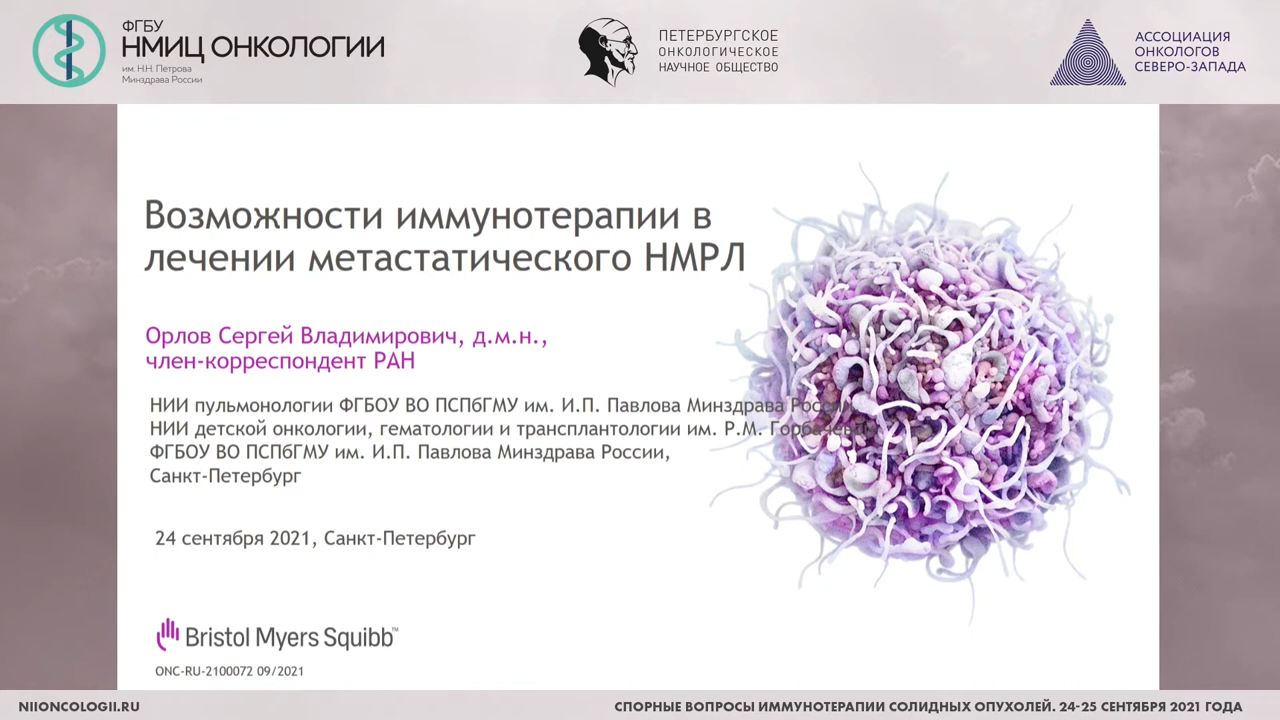 ФГБУ
НМИЦ ОНКОЛОГИИ
им. Н.Н. Петрова
Минздрава России
ПЕТЕРБУРГСКОЕ
ОНКОЛОГИЧЕСКОЕ
НАУЧНОЕ ОБЩЕСТВО
АССОЦИАЦИЯ
ОНКОЛОГОВ
СЕВЕРО-ЗАПАДА
Возможности иммунотерапии в
лечении метастатического НМРЛ
Орлов Сергей Владимирович, д.м.н.,
член-корреспондент РАН
НИИ пульмонологии ФГБОУ ВО ПСПбГМУ им. И.П. Павлова Минздрава России,
НИИ детской онкологии, гематологии и трансплантологии им. Р.М. Горбачевой
ФГБОУ ВО ПСПбГМУ им. И.П. Павлова Минздрава России,
Санкт-Петербург
24 сентября 2021, Санкт-Петербург
Bristol Myers Squibb™
ONC-RU-2100072 09/2021
NIIONCOLOGII.RU
СПОРНЫЕ ВОПРОСЫ ИММУНОТЕРАПИИ СОЛИДНЫХ ОПУХОЛЕЙ. 24-25 СЕНТЯБРЯ 2021 ГОДА